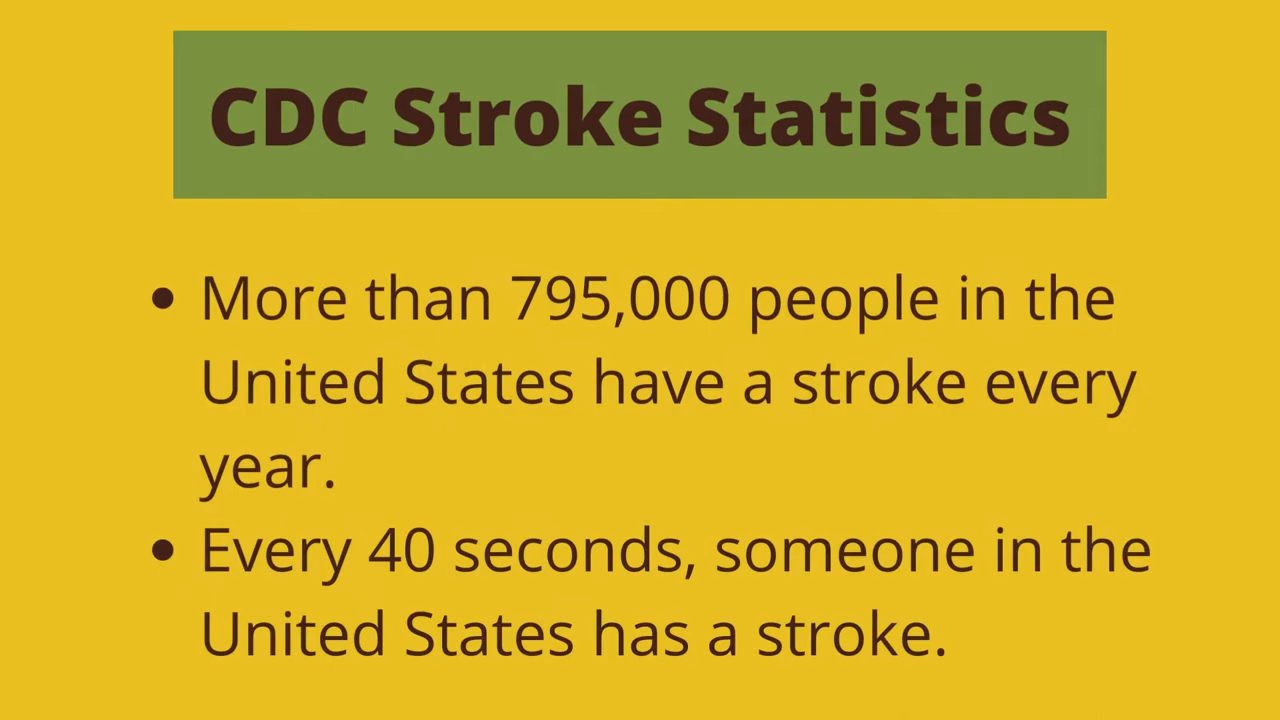 CDC Stroke Statistics
• More than 795,000 people in the
United States have a stroke every
year.
• Every 40 seconds, someone in the
United States has a stroke.